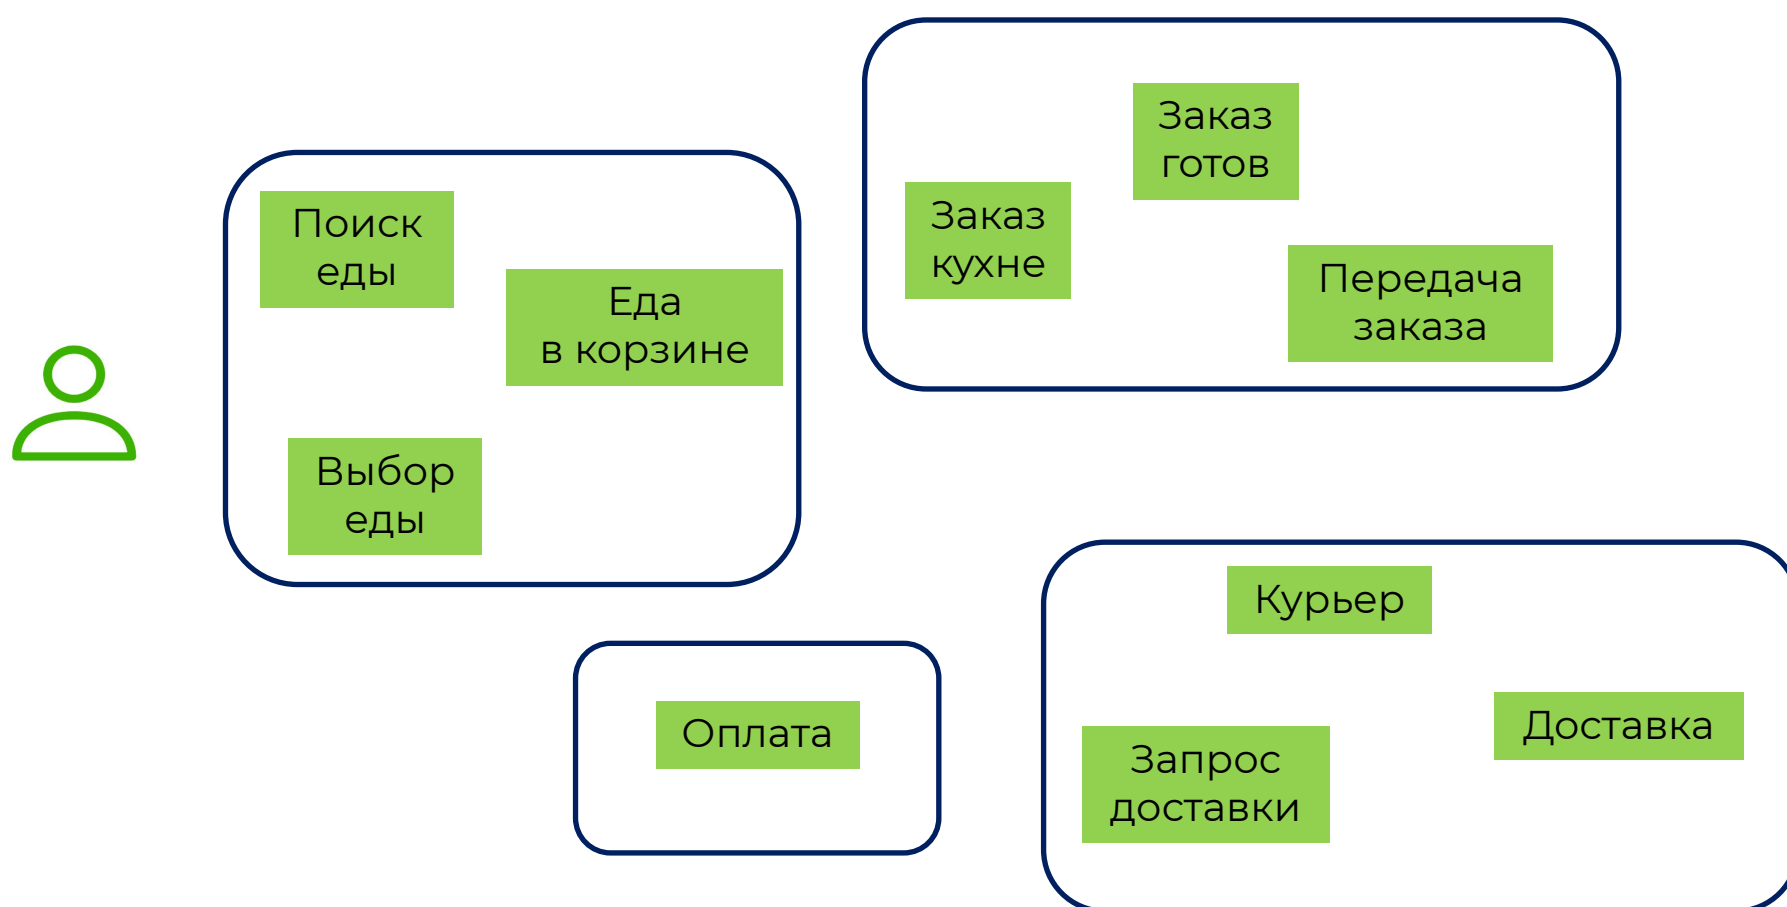 Поиск
еды
Еда
в корзине
Выбор
еды
Заказ
готов
Заказ
кухне
Передача
заказа
Оплата
Курьер
Запрос
доставки
Доставка